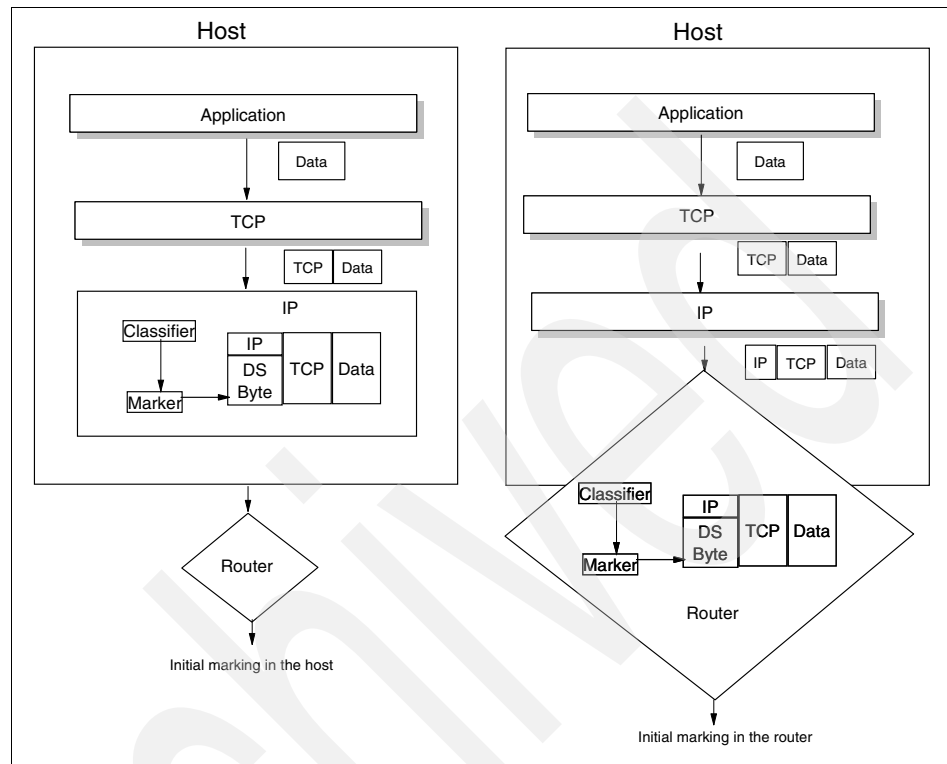 Host
Application
Data
TCP
TCP Data
IP
Classifier
Marker
IP
DS
Byte
TCP
Data
Router
Initial marking in the host
Host
Application
Data
TCP
TCP Data
IP
IP TCP Data
Classifier
Marker
IP
DS
Byte
TCP
Data
Router
Initial marking in the router